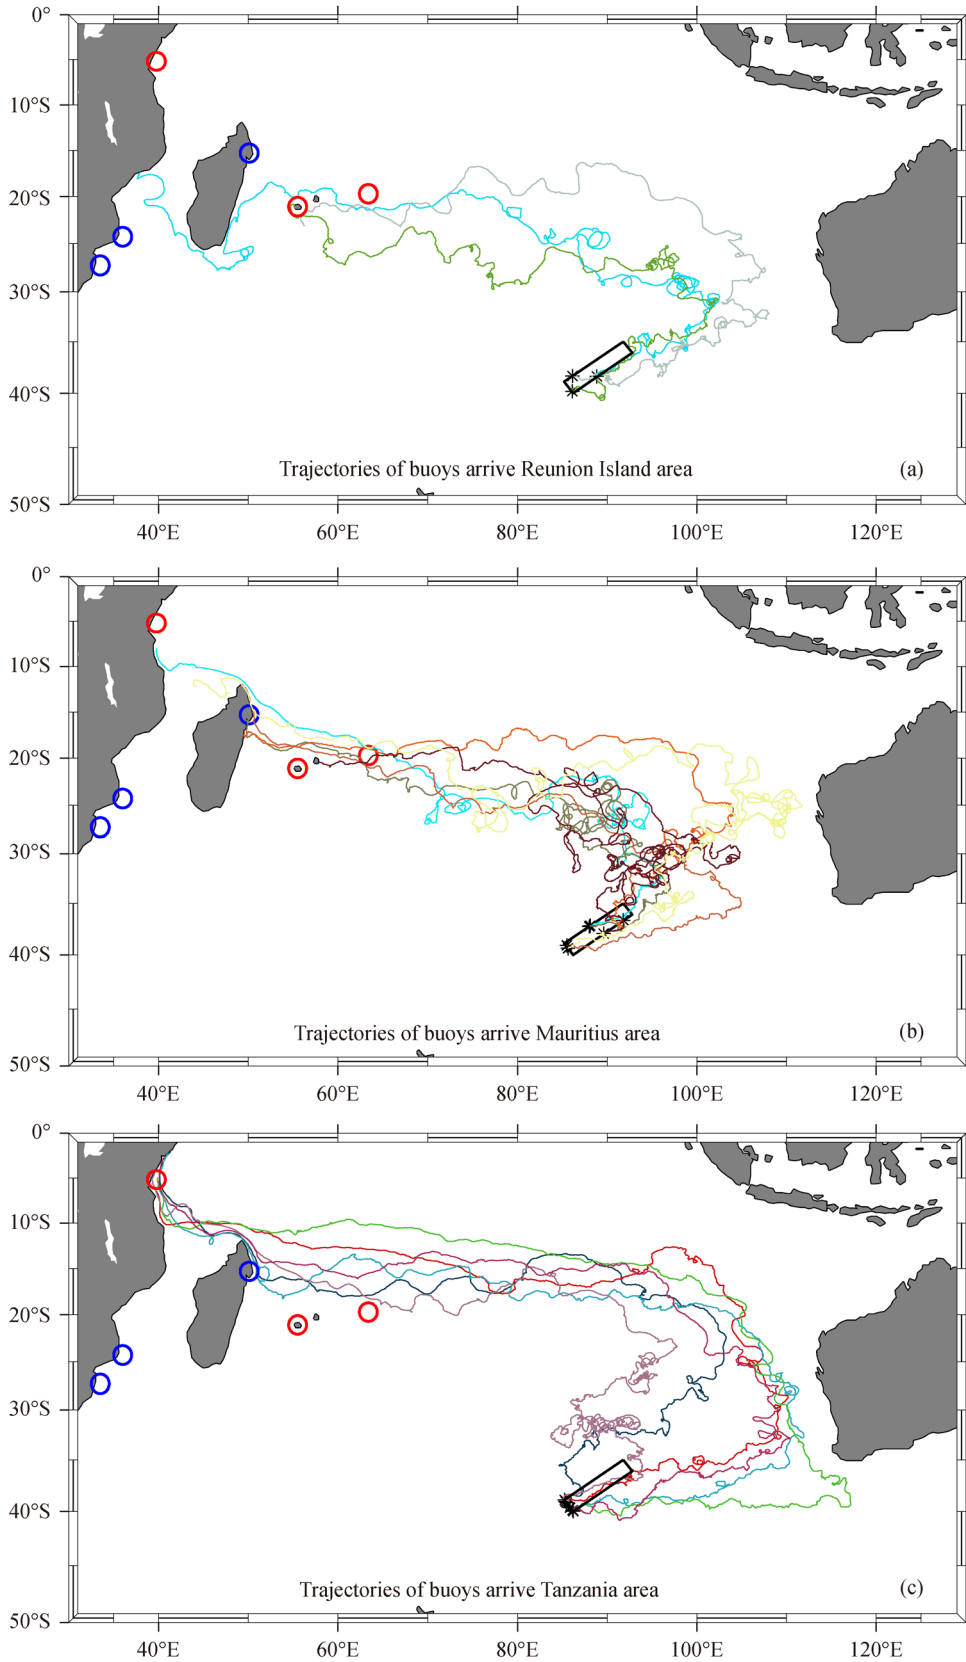 0°
10°S
20°S
30°S
40°S
50°S
Trajectories of buoys arrive Reunion Island area
(a)
40°E 60°E 80°E 100°E 120°E
0°
10°S
20°S
30°S
40°S
50°S
Trajectories of buoys arrive Mauritius area
(b)
40°E 60°E 80°E 100°E 120°E
0°
10°S
20°S
30°S
40°S
50°S
Trajectories of buoys arrive Tanzania area
(c)
40°E 60°E 80°E 100°E 120°E